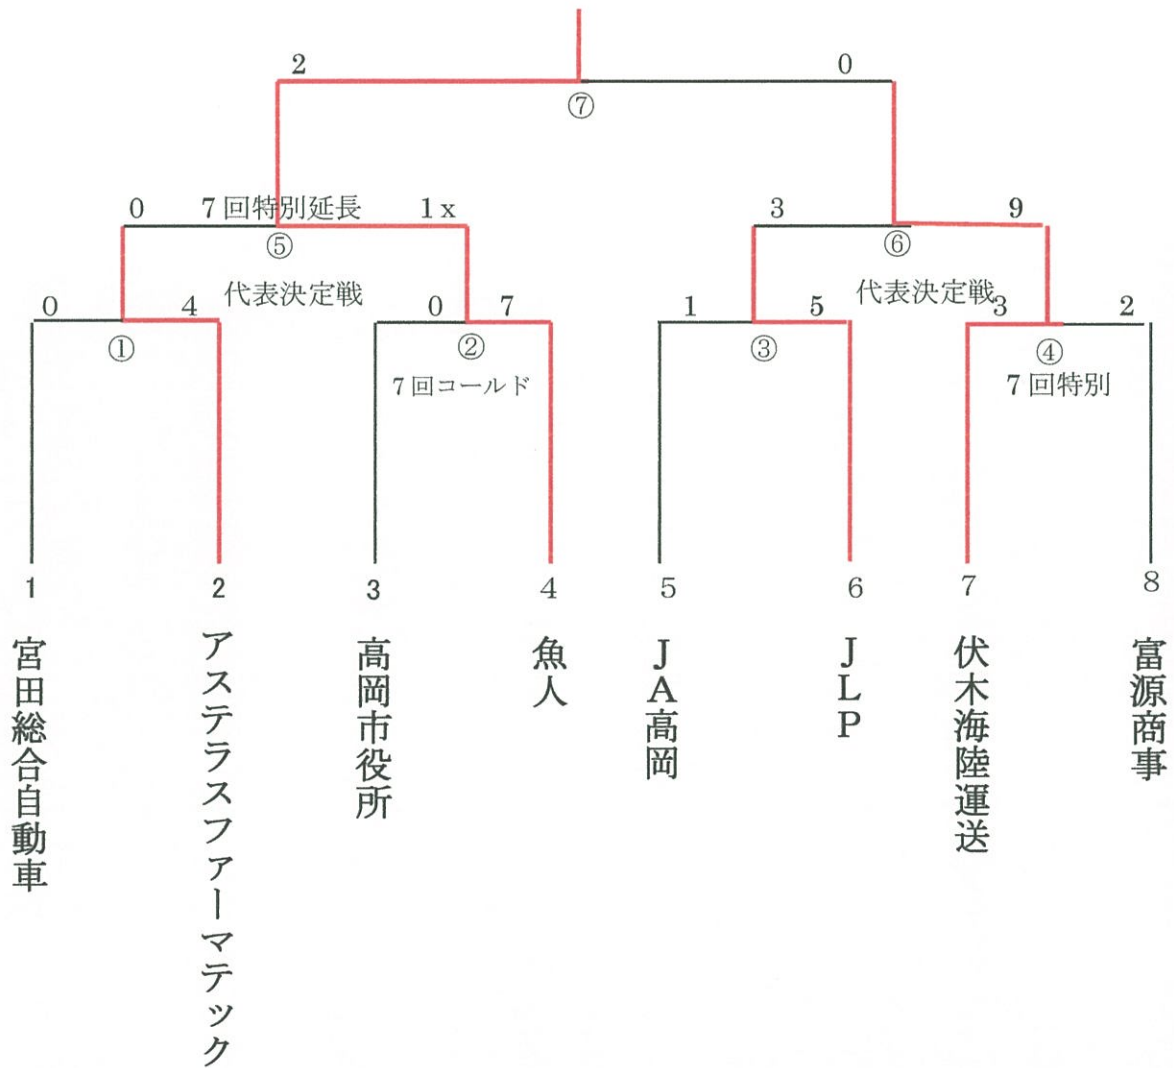 2 0
⑦
0 7回特別延長 1x 3 9
⑤ ⑥
代表決定戦 代表決定戦
0 4 0 7 1 5 3 2
① ② ③ ④
7回コールド 7回特別
1 2 3 4 5 6 7 8
宮田総合自動車
アステラスファーマテック
高岡市役所
魚人
JA高岡
JLP
伏木海陸運送
富源商事